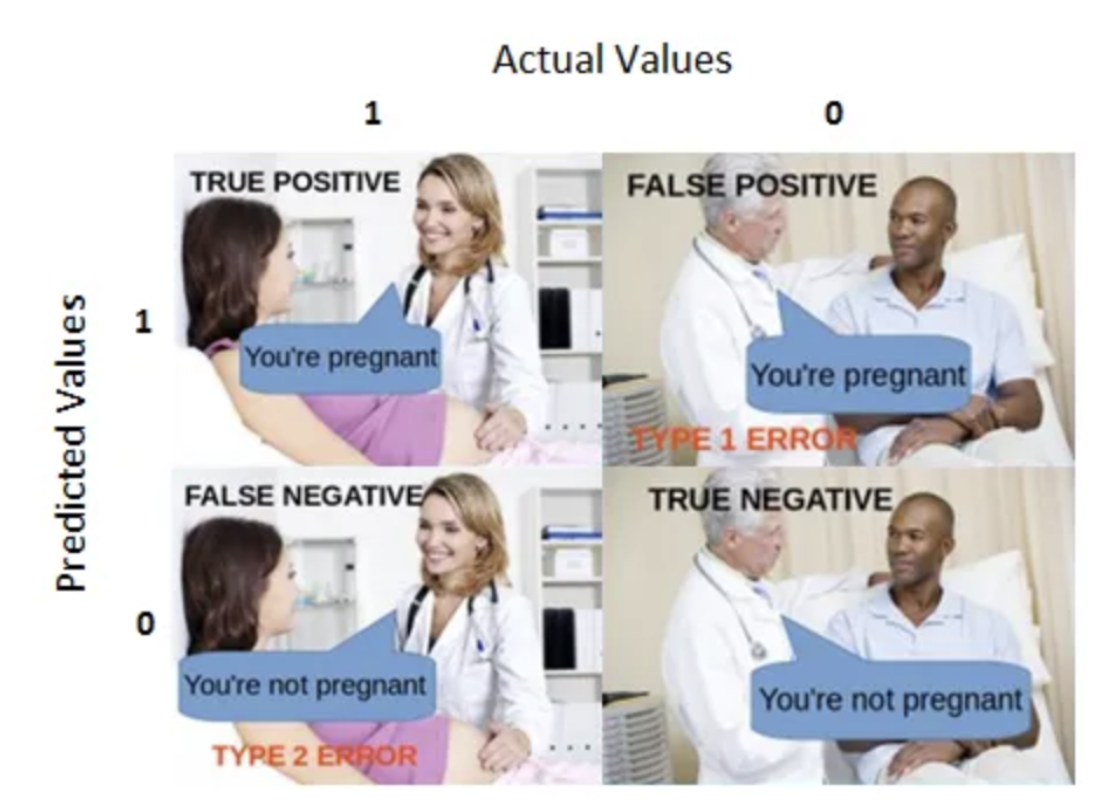 Actual Values
1
0
TRUE POSITIVE
FALSE POSITIVE
Predicted Values
1
You're pregnant
You're pregnant
TYPE 1 ERROR
FALSE NEGATIVE
TRUE NEGATIVE
0
You're not pregnant
You're not pregnant
TYPE 2 ERROR